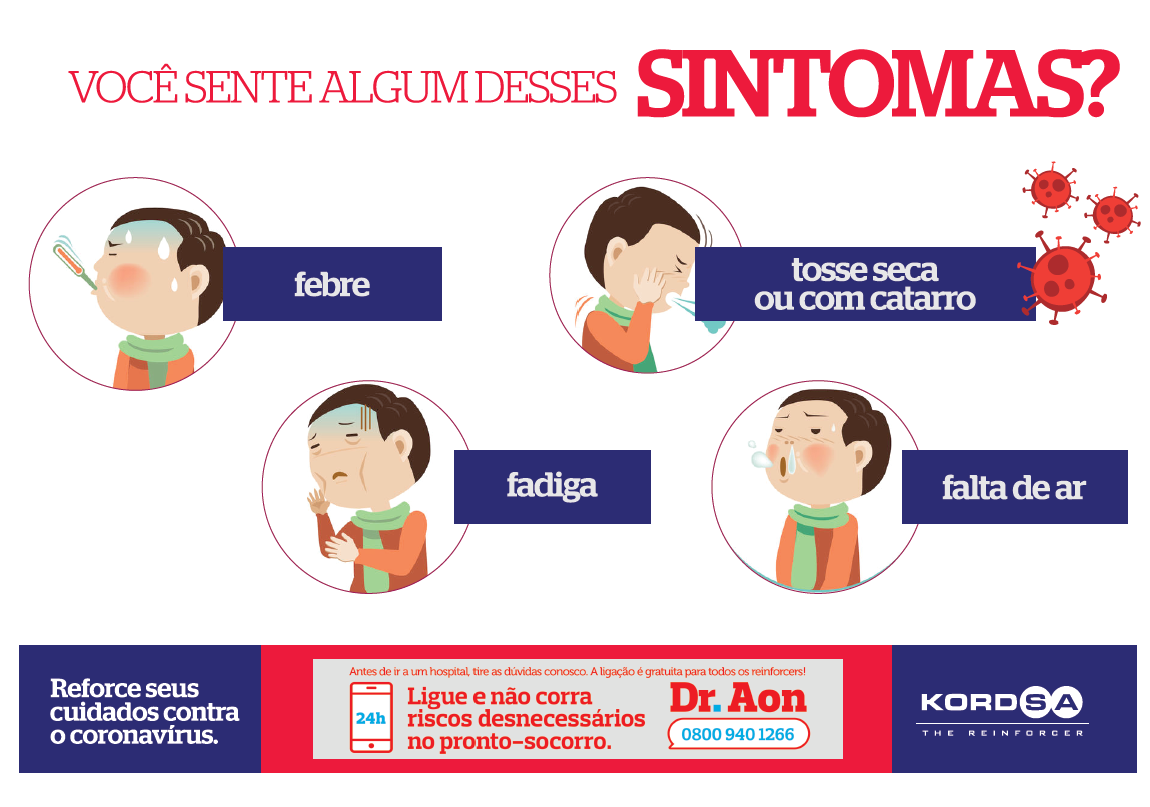 VOCÊ SENTE ALGUM DESSES SINTOMAS?
febre
tosse seca
ou com catarro
fadiga
falta de ar
Reforce seus
cuidados contra
o coronavírus.
Antes de ir a um hospital, tire as dúvidas conosco. A ligação é gratuita para todos os reinforcers!
24h
Ligue e não corra
riscos desnecessários
no pronto-socorro.
Dr. Aon
0800 940 1266
KORDSA
THE REINFORCER